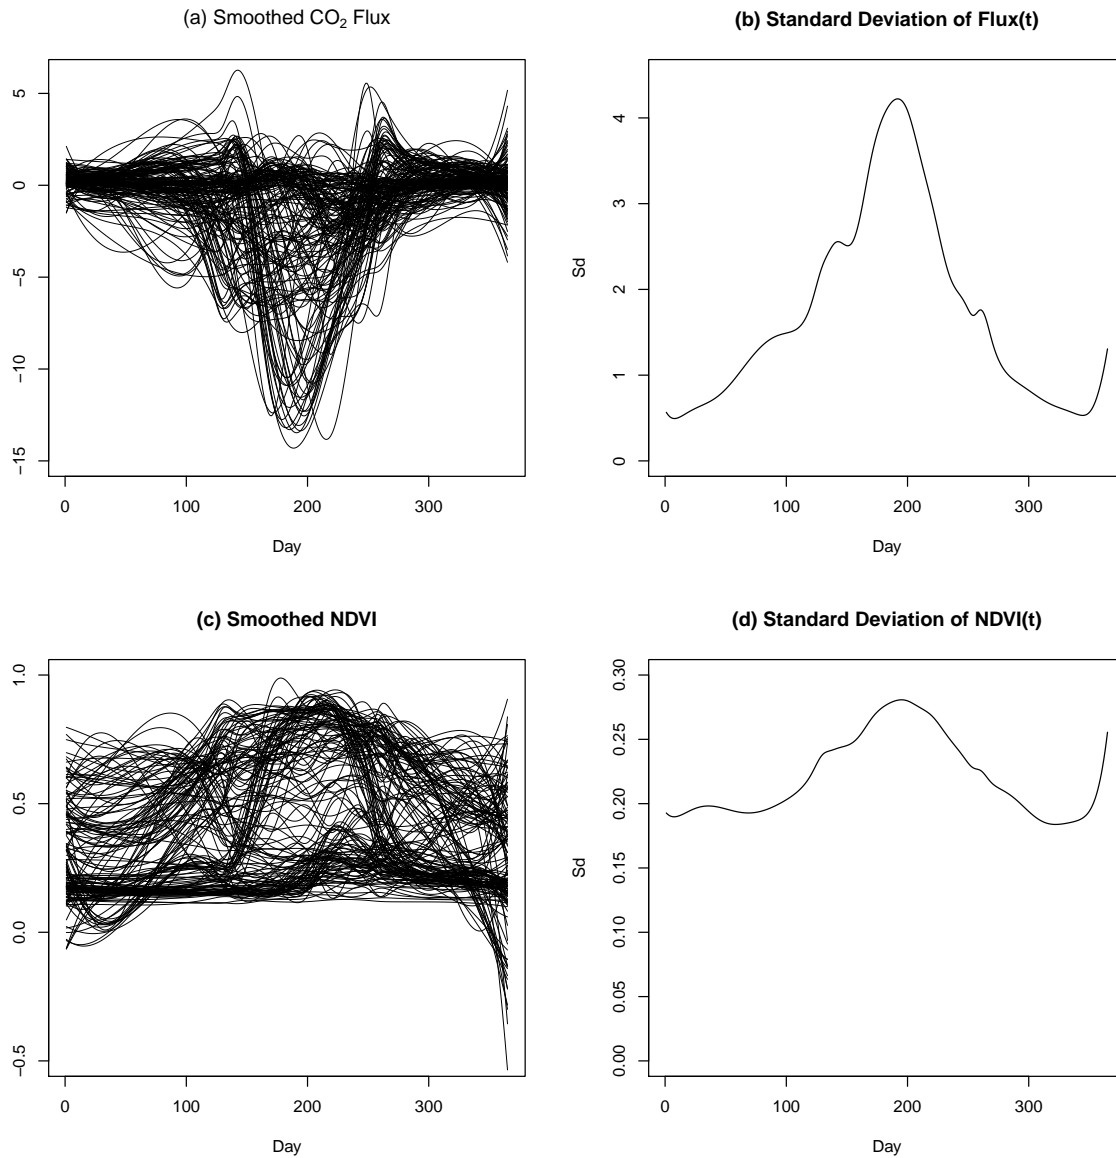 (a) Smoothed CO₂ Flux
5
0
−5
−10
−15
0 100 200 300
Day
(b) Standard Deviation of Flux(t)
Sd
4
3
2
1
0
0 100 200 300
Day
(c) Smoothed NDVI
1.0
0.5
0.0
−0.5
0 100 200 300
Day
(d) Standard Deviation of NDVI(t)
Sd
0.30
0.25
0.20
0.15
0.10
0.05
0.00
0 100 200 300
Day